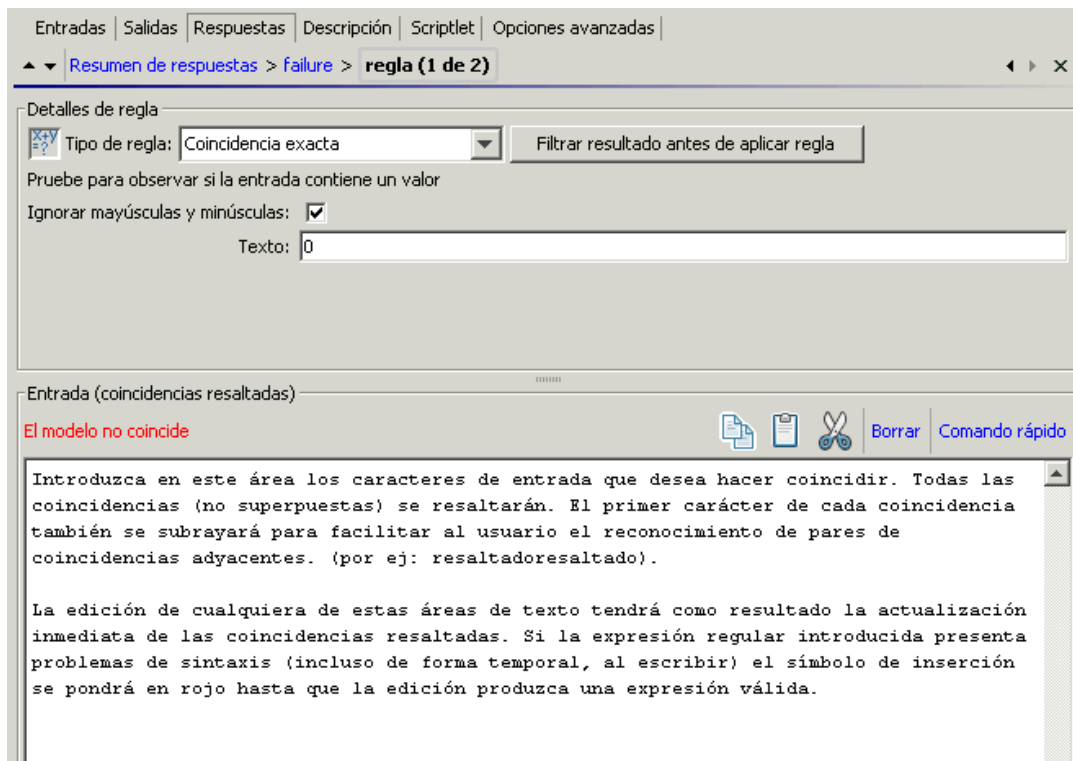 Entradas | Salidas | Respuestas | Descripción | Scriptlet | Opciones avanzadas |
Resumen de respuestas > failure > regla (1 de 2)
Detalles de regla
X+Y =? Tipo de regla: Coincidencia exacta Filtrar resultado antes de aplicar regla
Pruebe para observar si la entrada contiene un valor
Ignorar mayúsculas y minúsculas:
Texto: 0
Entrada (coincidencias resaltadas)
El modelo no coincide Borrar Comando rápido
Introduzca en este área los caracteres de entrada que desea hacer coincidir. Todas las
coincidencias (no superpuestas) se resaltarán. El primer carácter de cada coincidencia
también se subrayará para facilitar al usuario el reconocimiento de pares de
coincidencias adyacentes. (por ej: resaltadoresaltado).
La edición de cualquiera de estas áreas de texto tendrá como resultado la actualización
inmediata de las coincidencias resaltadas. Si la expresión regular introducida presenta
problemas de sintaxis (incluso de forma temporal, al escribir) el símbolo de inserción
se pondrá en rojo hasta que la edición produzca una expresión válida.